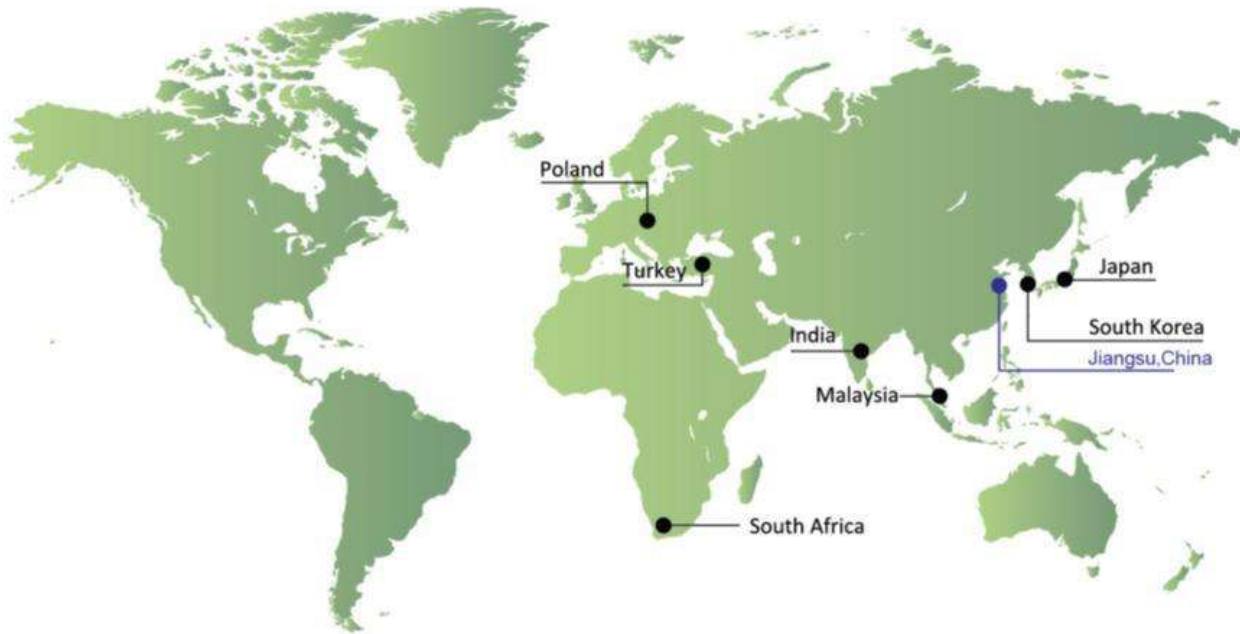 Poland
Turkey
Japan
India
South Korea
Jiangsu,China
Malaysia
South Africa